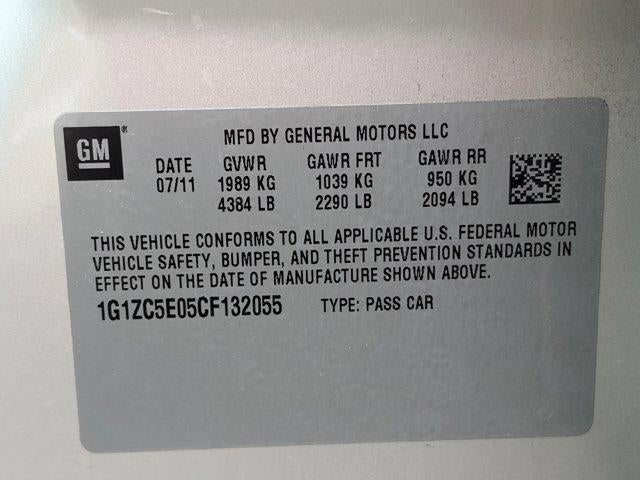 GM®
MFD BY GENERAL MOTORS LLC
DATE GVWR GAWR FRT GAWR RR
07/11 1989 KG 1039 KG 950 KG
4384 LB 2290 LB 2094 LB
THIS VEHICLE CONFORMS TO ALL APPLICABLE U.S. FEDERAL MOTOR
VEHICLE SAFETY, BUMPER, AND THEFT PREVENTION STANDARDS IN
EFFECT ON THE DATE OF MANUFACTURE SHOWN ABOVE.
1G1ZC5E05CF132055 TYPE: PASS CAR